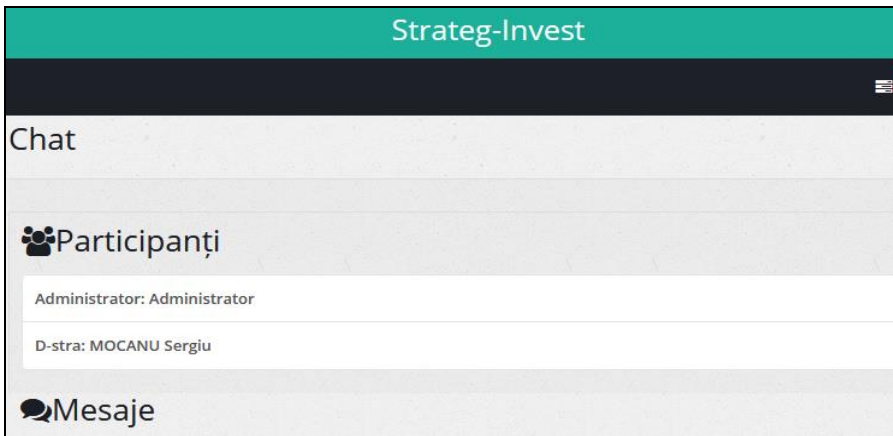 Strateg-Invest
Chat
Participanți
Administrator: Administrator
D-stra: MOCANU Sergiu
Mesaje